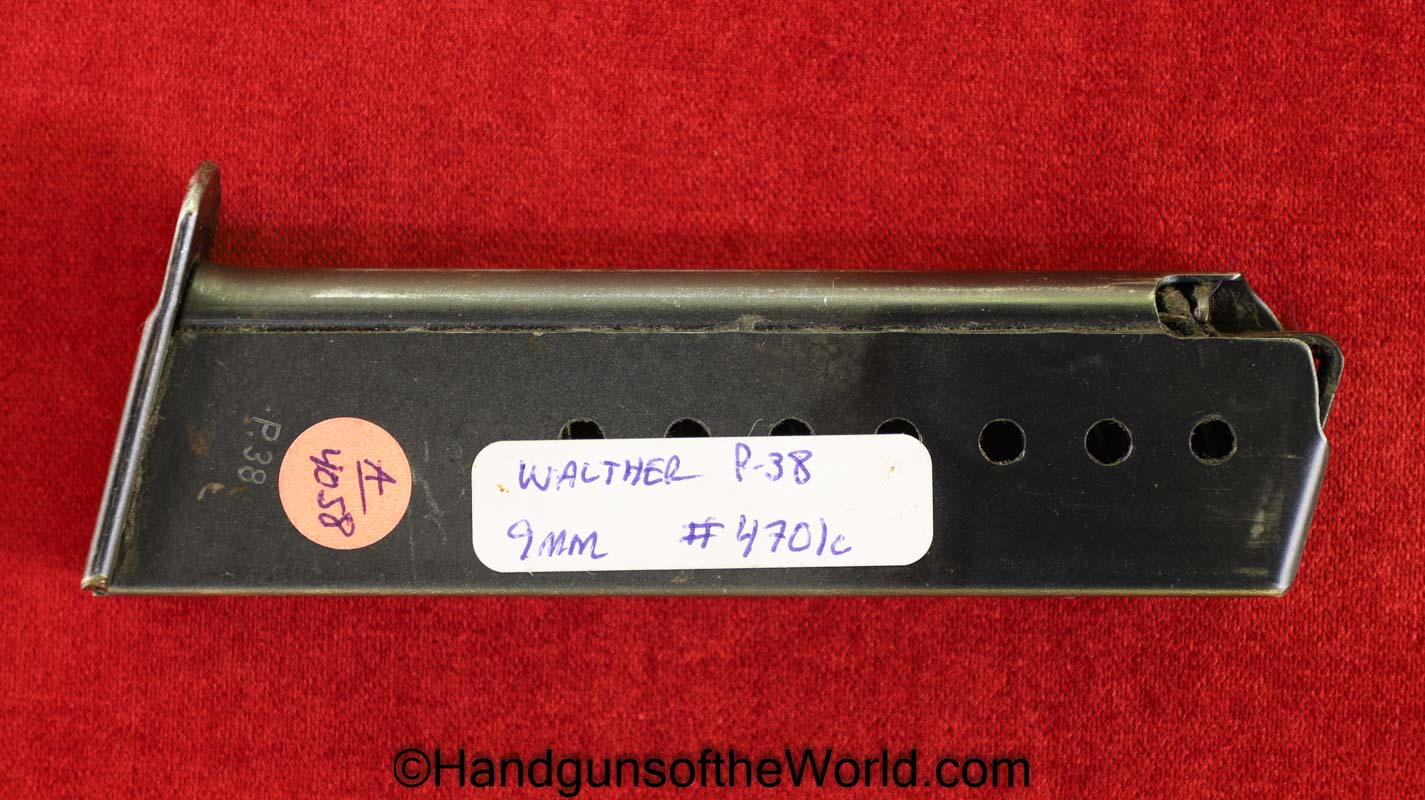 P.38
A
4058
WALTHER P-38
9MM #4701c
©HandgunsoftheWorld.com